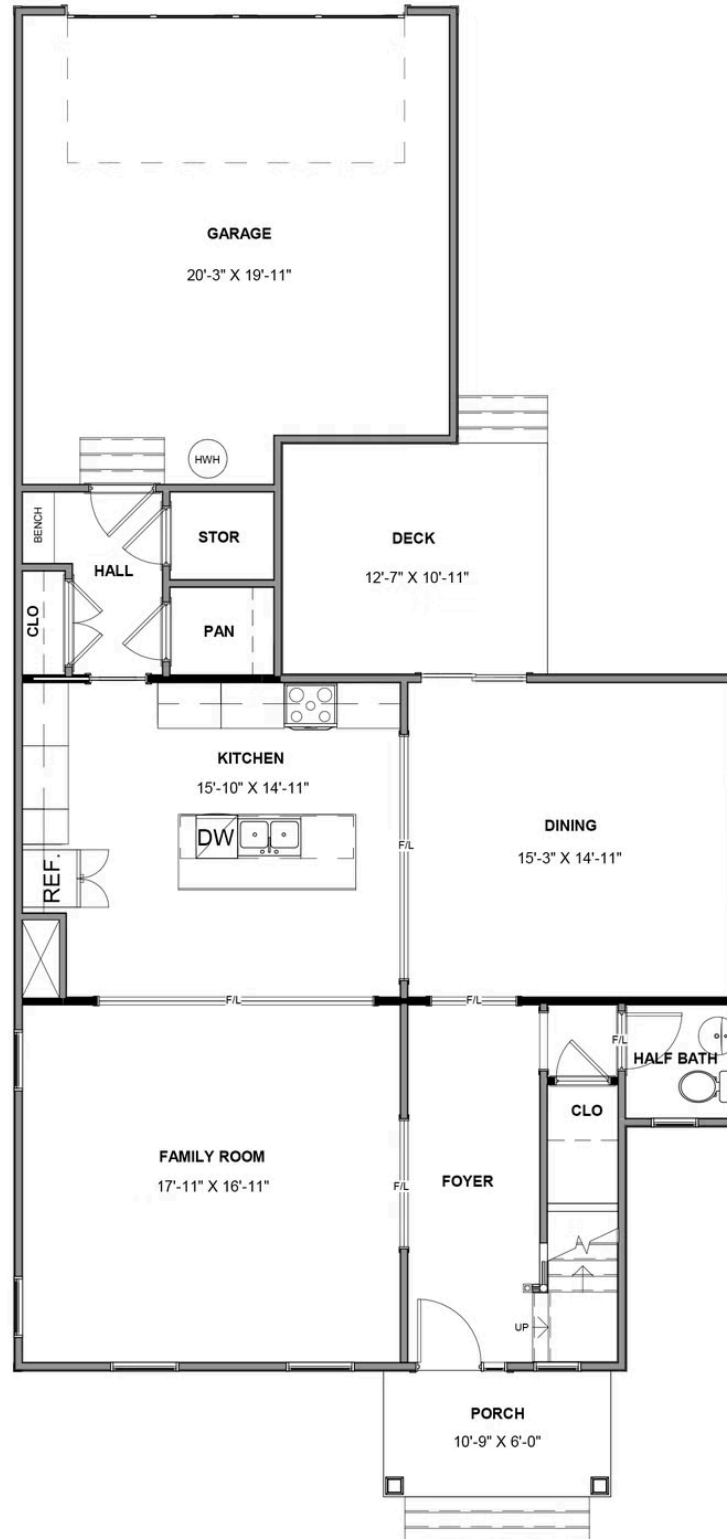 GARAGE
20'-3" X 19'-11"
HWH
BENCH
STOR
HALL
DECK
12'-7" X 10'-11"
CLO
PAN
KITCHEN
15'-10" X 14'-11"
DW
F/L
DINING
15'-3" X 14'-11"
REF.
F/L
F/L
F/L
HALF BATH
CLO
FAMILY ROOM
17'-11" X 16'-11"
F/L
FOYER
UP
PORCH
10'-9" X 6'-0"